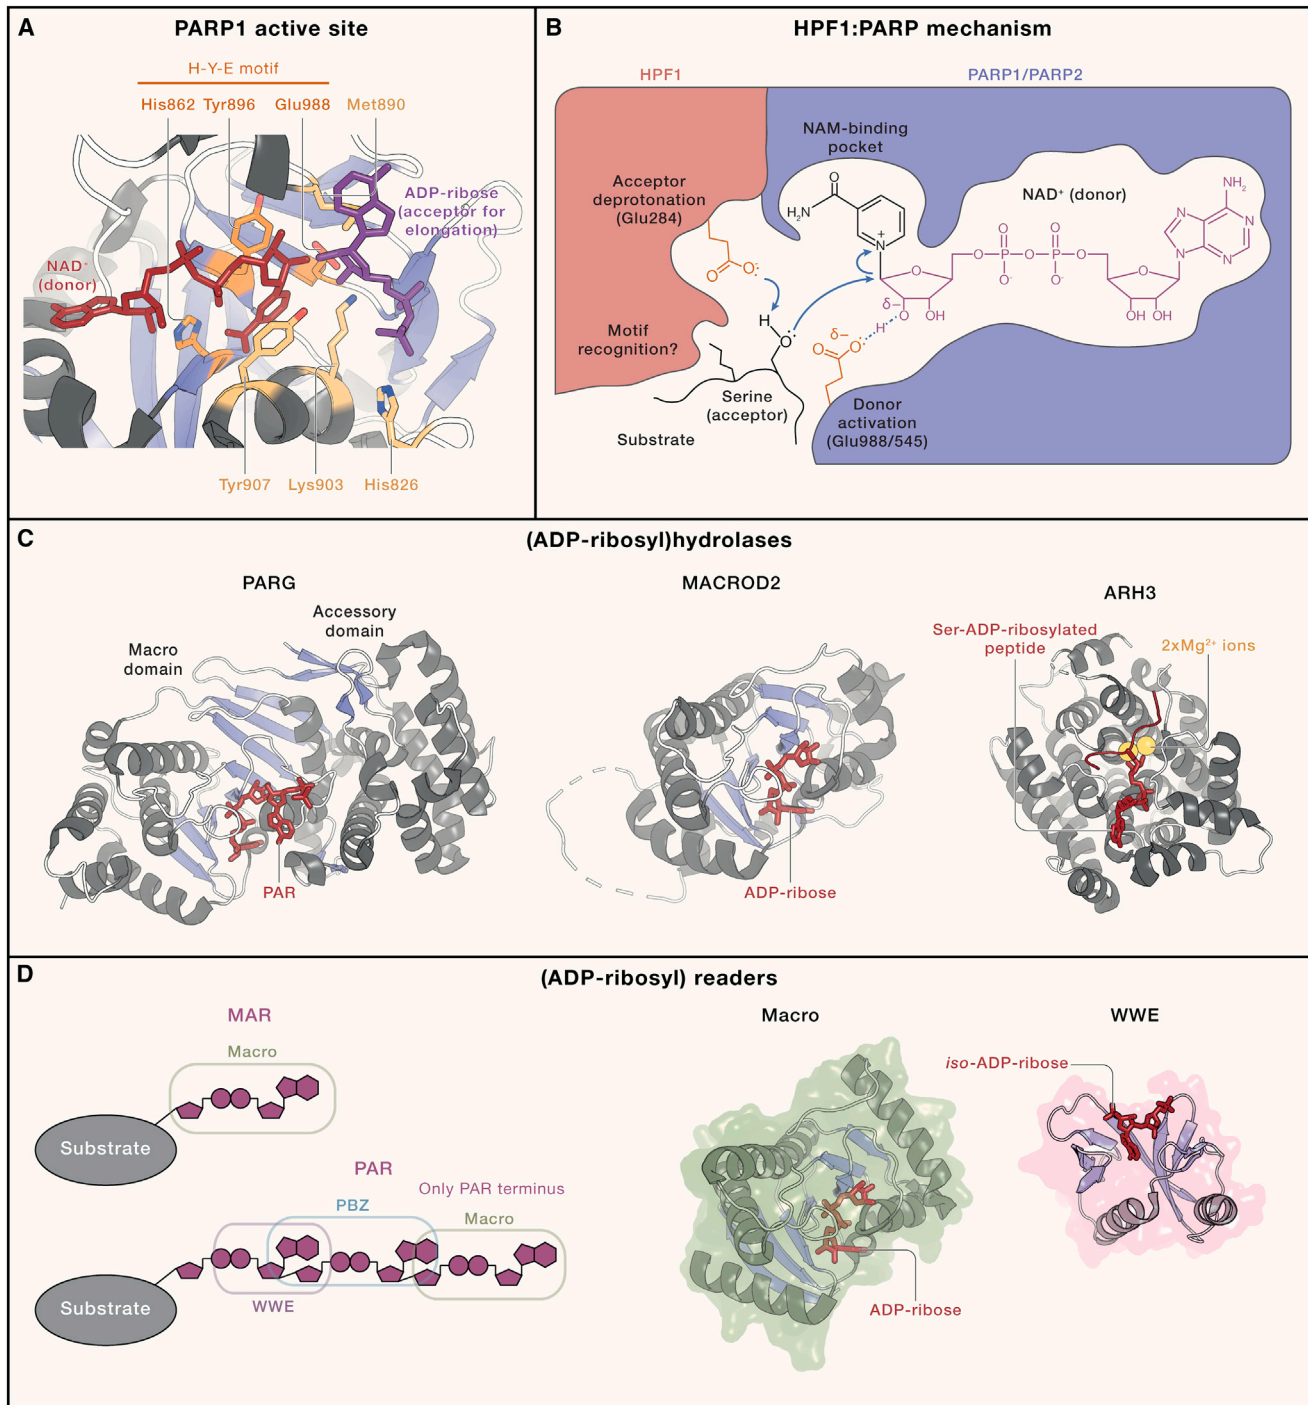 A
PARP1 active site
H-Y-E motif
His862 Tyr896 Glu988 Met890
ADP-ribose
(acceptor for
elongation)
NAD⁺
(donor)
Tyr907 Lys903 His826
B
HPF1:PARP mechanism
HPF1
PARP1/PARP2
NAM-binding
pocket
Acceptor
deprotonation
(Glu284)
NAD⁺ (donor)
O
H₂N
N
+
NH₂
N
N
N
N
O
O
O
P
O
P
O
O⁻
O⁻
O
O
δ–
O
OH
OH OH
H
O
O
H
O
δ–
O
O
Motif
recognition?
Serine
(acceptor)
Substrate
Donor
activation
(Glu988/545)
C
(ADP-ribosyl)hydrolases
PARG
Accessory
domain
Macro
domain
PAR
MACROD2
ADP-ribose
ARH3
Ser-ADP-ribosylated
peptide
2xMg²⁺ ions
D
(ADP-ribosyl) readers
MAR
Macro
Substrate
PAR
Only PAR terminus
PBZ
Macro
WWE
Substrate
Macro
ADP-ribose
WWE
iso-ADP-ribose